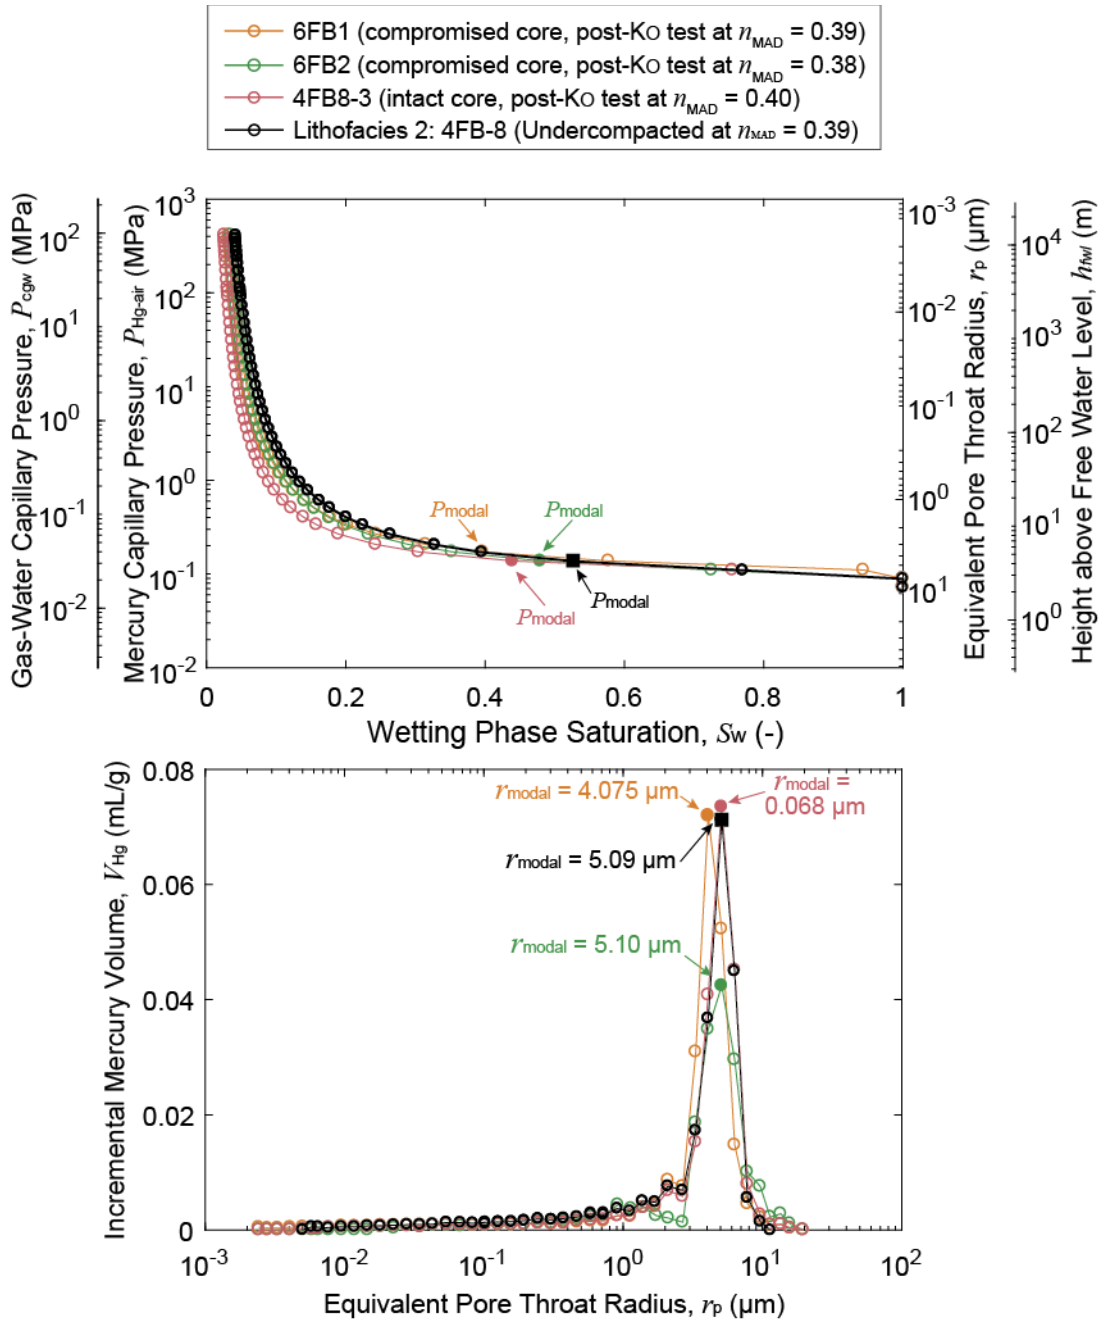 6FB1 (compromised core, post-KO test at nMAD = 0.39)
6FB2 (compromised core, post-KO test at nMAD = 0.38)
4FB8-3 (intact core, post-KO test at nMAD = 0.40)
Lithofacies 2: 4FB-8 (Undercompacted at nMAD = 0.39)
Gas-Water Capillary Pressure, Pcgw (MPa)
10^2
10^1
10^0
10^-1
10^-2
Mercury Capillary Pressure, PHg-air (MPa)
10^3
10^2
10^1
10^0
10^-1
10^-2
Pmodal
Pmodal
Pmodal
Pmodal
10^-3
10^-2
10^-1
10^0
10^1
Equivalent Pore Throat Radius, rp (µm)
10^4
10^3
10^2
10^1
10^0
Height above Free Water Level, hfwl (m)
0 0.2 0.4 0.6 0.8 1
Wetting Phase Saturation, Sw (-)
Incremental Mercury Volume, VHg (mL/g)
0.08
0.06
0.04
0.02
0
rmodal = 4.075 µm
rmodal =
0.068 µm
rmodal = 5.09 µm
rmodal = 5.10 µm
10^-3 10^-2 10^-1 10^0 10^1 10^2
Equivalent Pore Throat Radius, rp (µm)